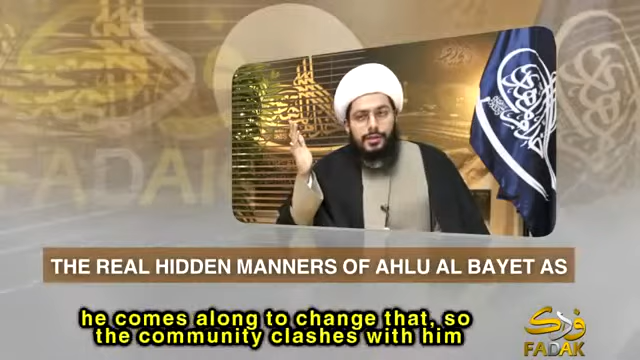 FADAK
THE REAL HIDDEN MANNERS OF AHLU AL BAYET AS
he comes along to change that, so
the community clashes with him
فدك
FADAK